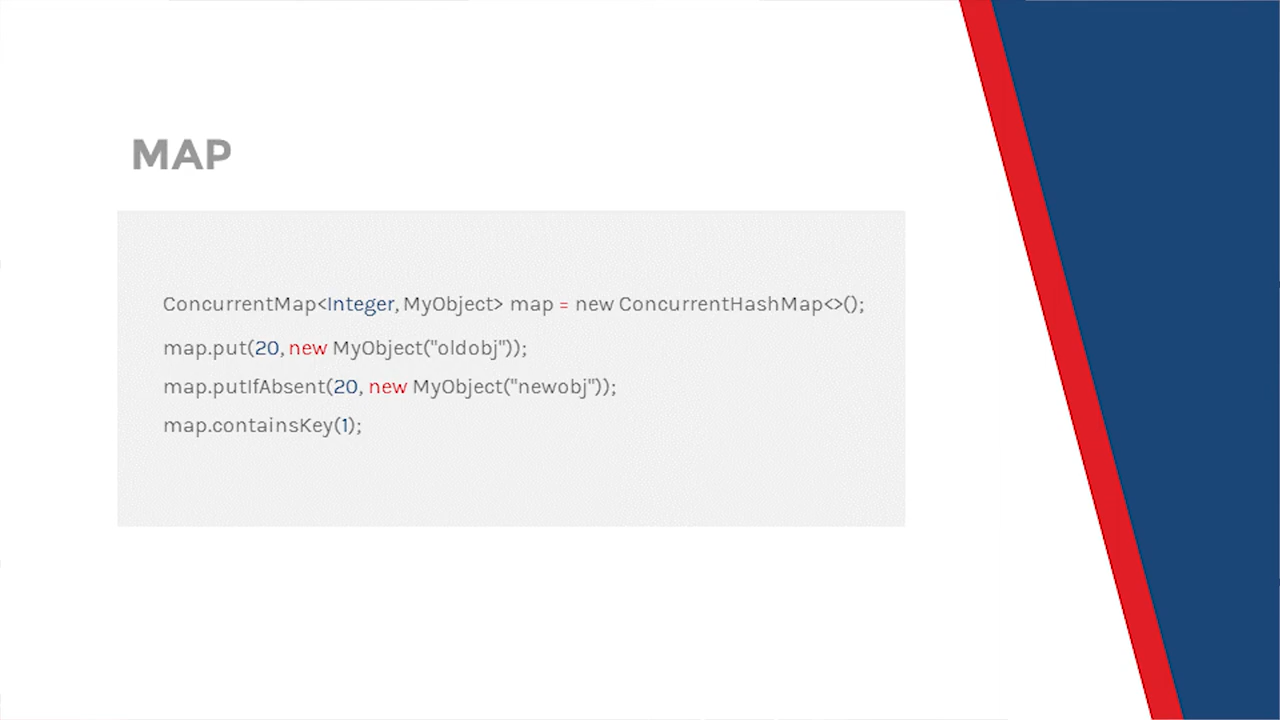 MAP
ConcurrentMap<Integer, MyObject> map = new ConcurrentHashMap<>();
map.put(20, new MyObject("oldobj"));
map.putIfAbsent(20, new MyObject("newobj"));
map.containsKey(1);